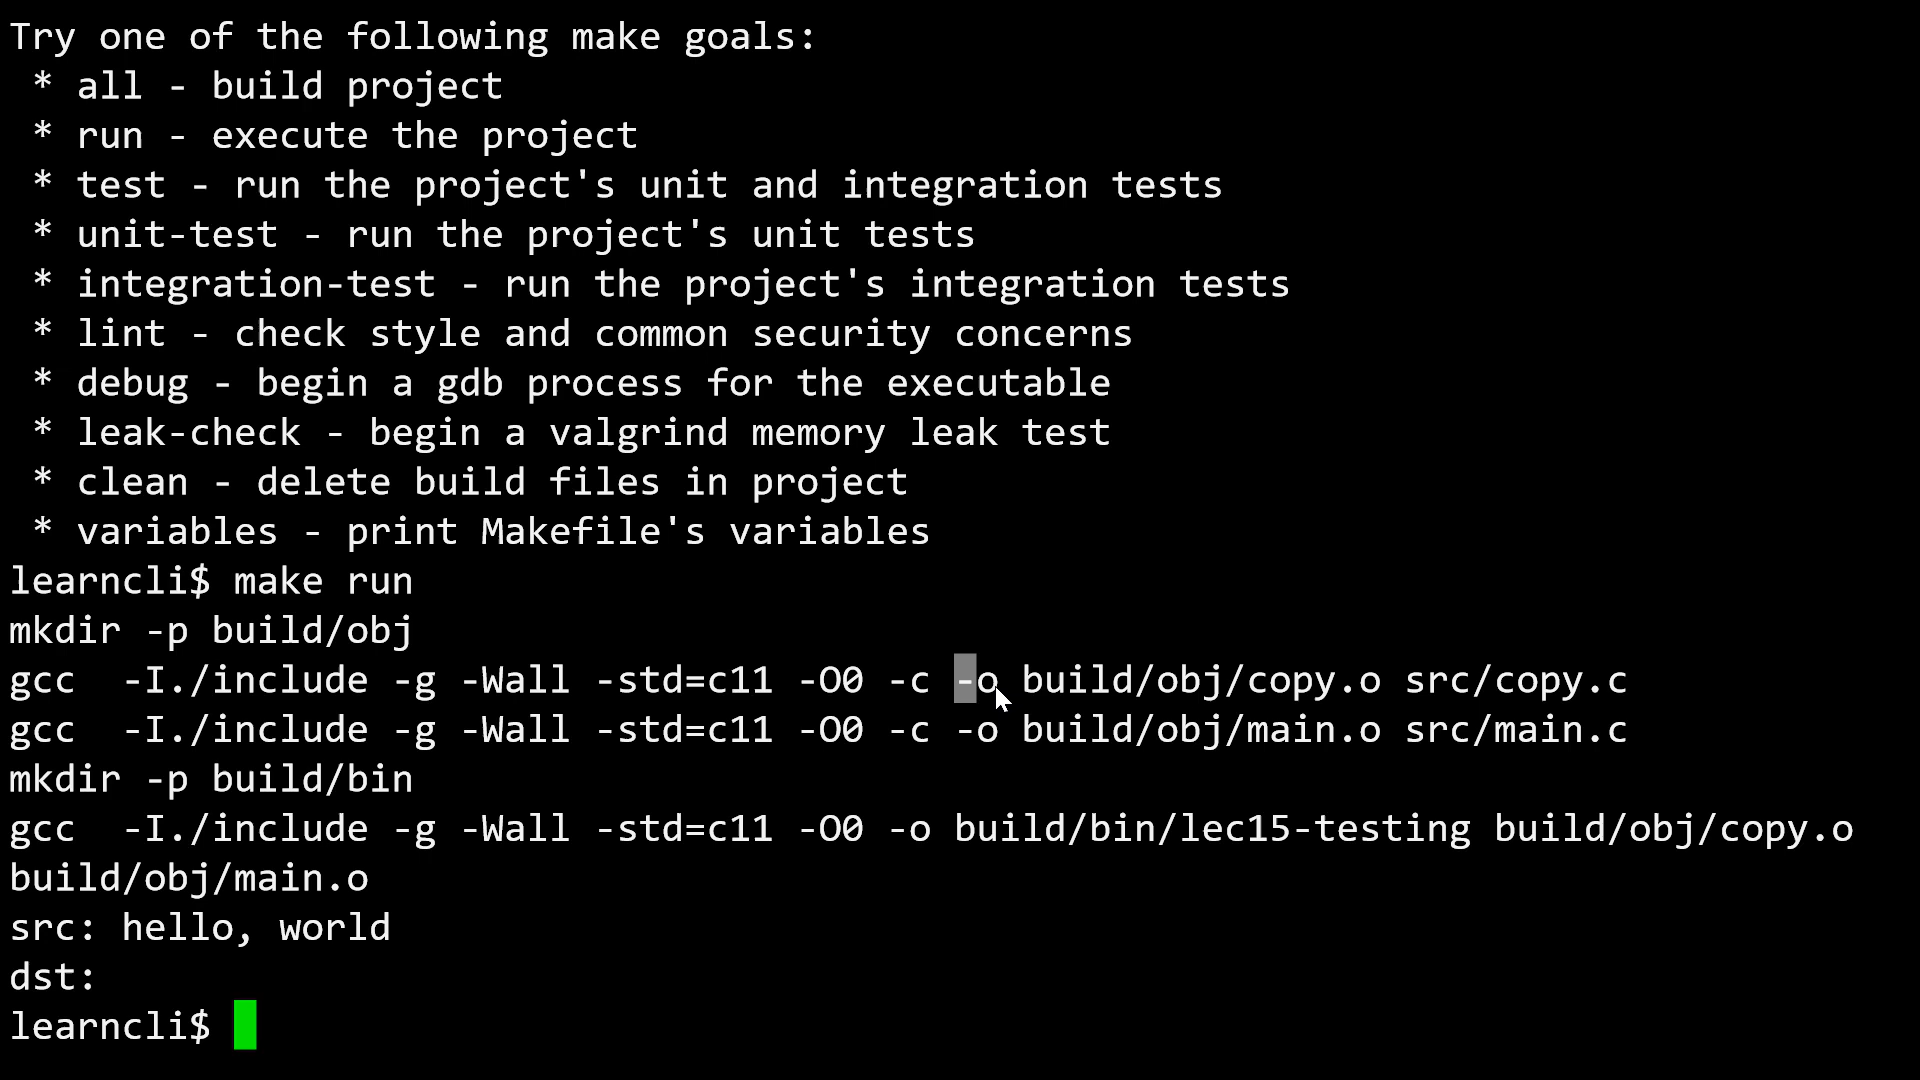 Try one of the following make goals:
 * all - build project
 * run - execute the project
 * test - run the project's unit and integration tests
 * unit-test - run the project's unit tests
 * integration-test - run the project's integration tests
 * lint - check style and common security concerns
 * debug - begin a gdb process for the executable
 * leak-check - begin a valgrind memory leak test
 * clean - delete build files in project
 * variables - print Makefile's variables
learncli$ make run
mkdir -p build/obj
gcc  -I./include -g -Wall -std=c11 -O0 -c -o build/obj/copy.o src/copy.c
gcc  -I./include -g -Wall -std=c11 -O0 -c -o build/obj/main.o src/main.c
mkdir -p build/bin
gcc  -I./include -g -Wall -std=c11 -O0 -o build/bin/lec15-testing build/obj/copy.o
build/obj/main.o
src: hello, world
dst:
learncli$